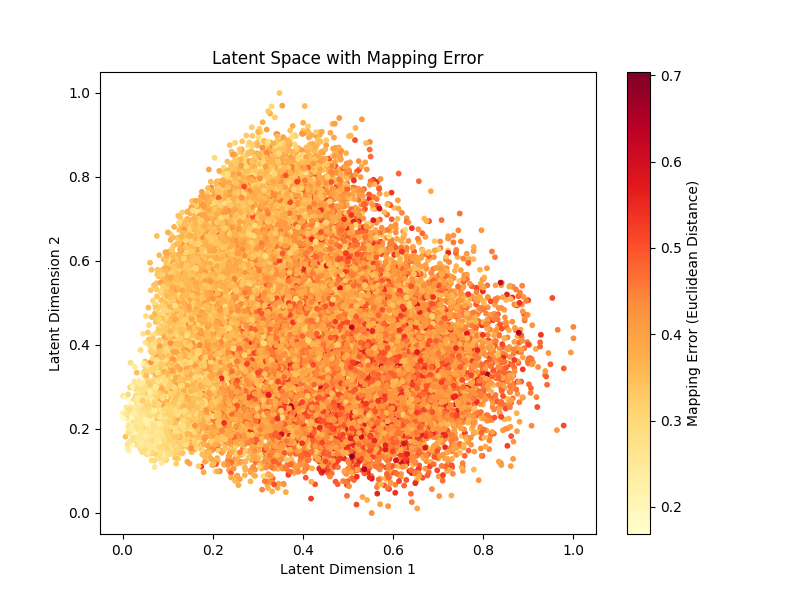 Latent Space with Mapping Error
1.0
0.8
0.6
0.4
0.2
0.0
Latent Dimension 2
0.0 0.2 0.4 0.6 0.8 1.0
Latent Dimension 1
0.7
0.6
0.5
0.4
0.3
0.2
Mapping Error (Euclidean Distance)